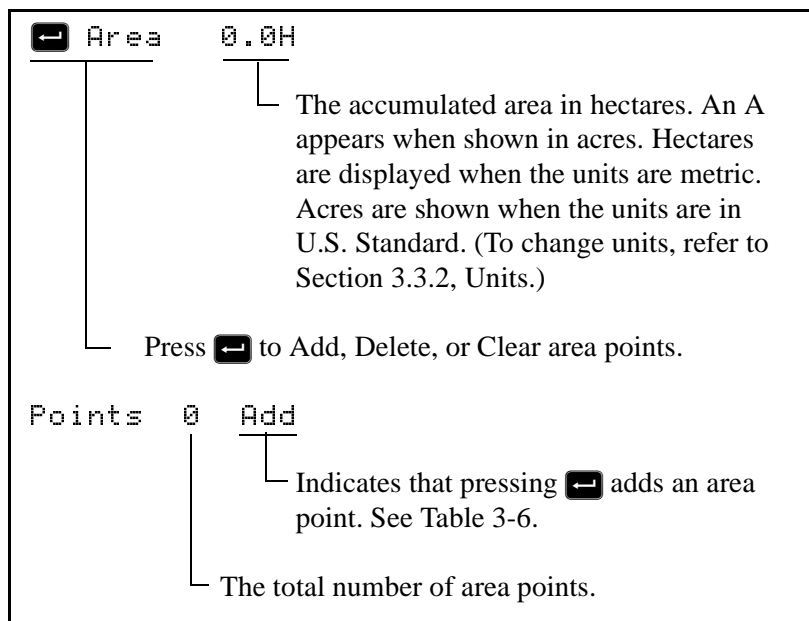 ↵ Area 0.0H
The accumulated area in hectares. An A
appears when shown in acres. Hectares
are displayed when the units are metric.
Acres are shown when the units are in
U.S. Standard. (To change units, refer to
Section 3.3.2, Units.)
Press ↵ to Add, Delete, or Clear area points.
Points 0 Add
Indicates that pressing ↵ adds an area
point. See Table 3-6.
The total number of area points.